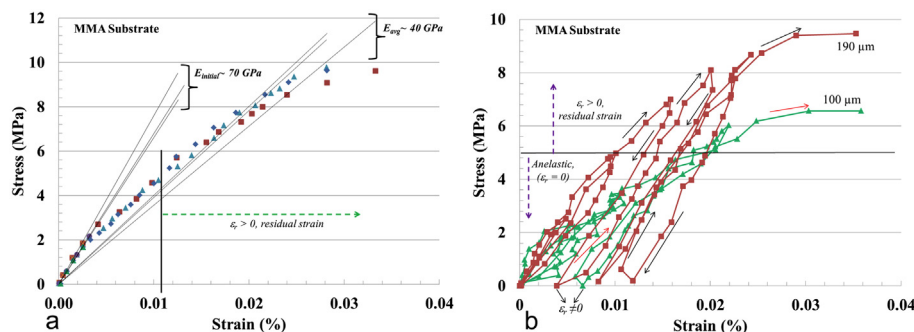 12
10
8
6
4
2
0
Stress (MPa)
MMA Substrate
E_initial ~ 70 GPa
E_avg ~ 40 GPa
ε_r > 0, residual strain
0.00
0.01
0.02
0.03
0.04
Strain (%)
a
10
8
6
4
2
0
Stress (MPa)
MMA Substrate
190 µm
100 µm
ε_r > 0,
residual strain
Anelastic,
(ε_r = 0)
ε_r ≠0
0.00
0.01
0.02
0.03
0.04
Strain (%)
b